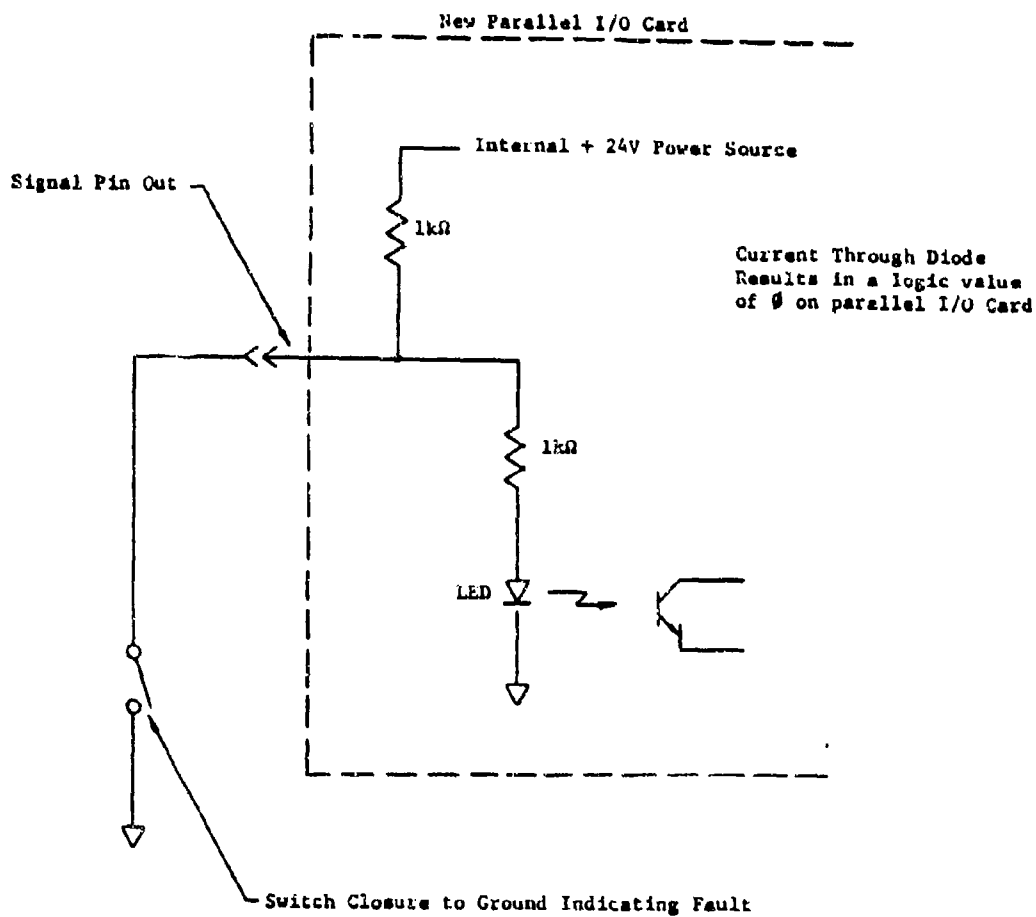 New Parallel I/O Card
Internal + 24V Power Source
Signal Pin Out
1kΩ
Current Through Diode
Results in a logic value
of Ø on parallel I/O Card
1kΩ
LED
Switch Closure to Ground Indicating Fault